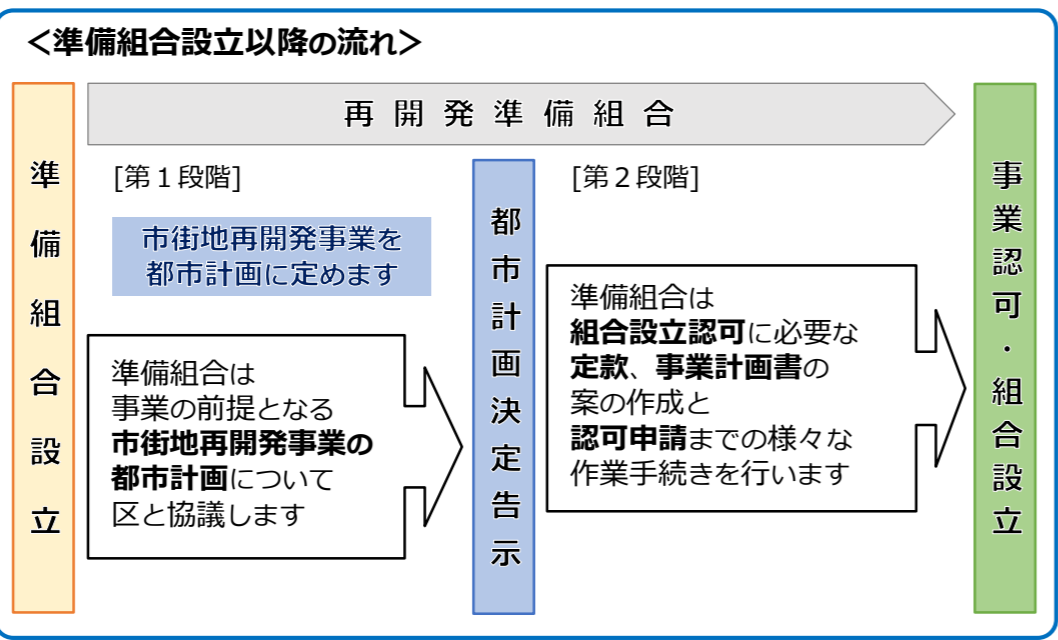 <準備組合設立以降の流れ>
再開発準備組合
準備組合設立
[第１段階]
市街地再開発事業を
都市計画に定めます
準備組合は
事業の前提となる
市街地再開発事業の
都市計画について
区と協議します
都市計画決定告示
[第２段階]
準備組合は
組合設立認可に必要な
定款、事業計画書の
案の作成と
認可申請までの様々な
作業手続きを行います
事業認可・組合設立